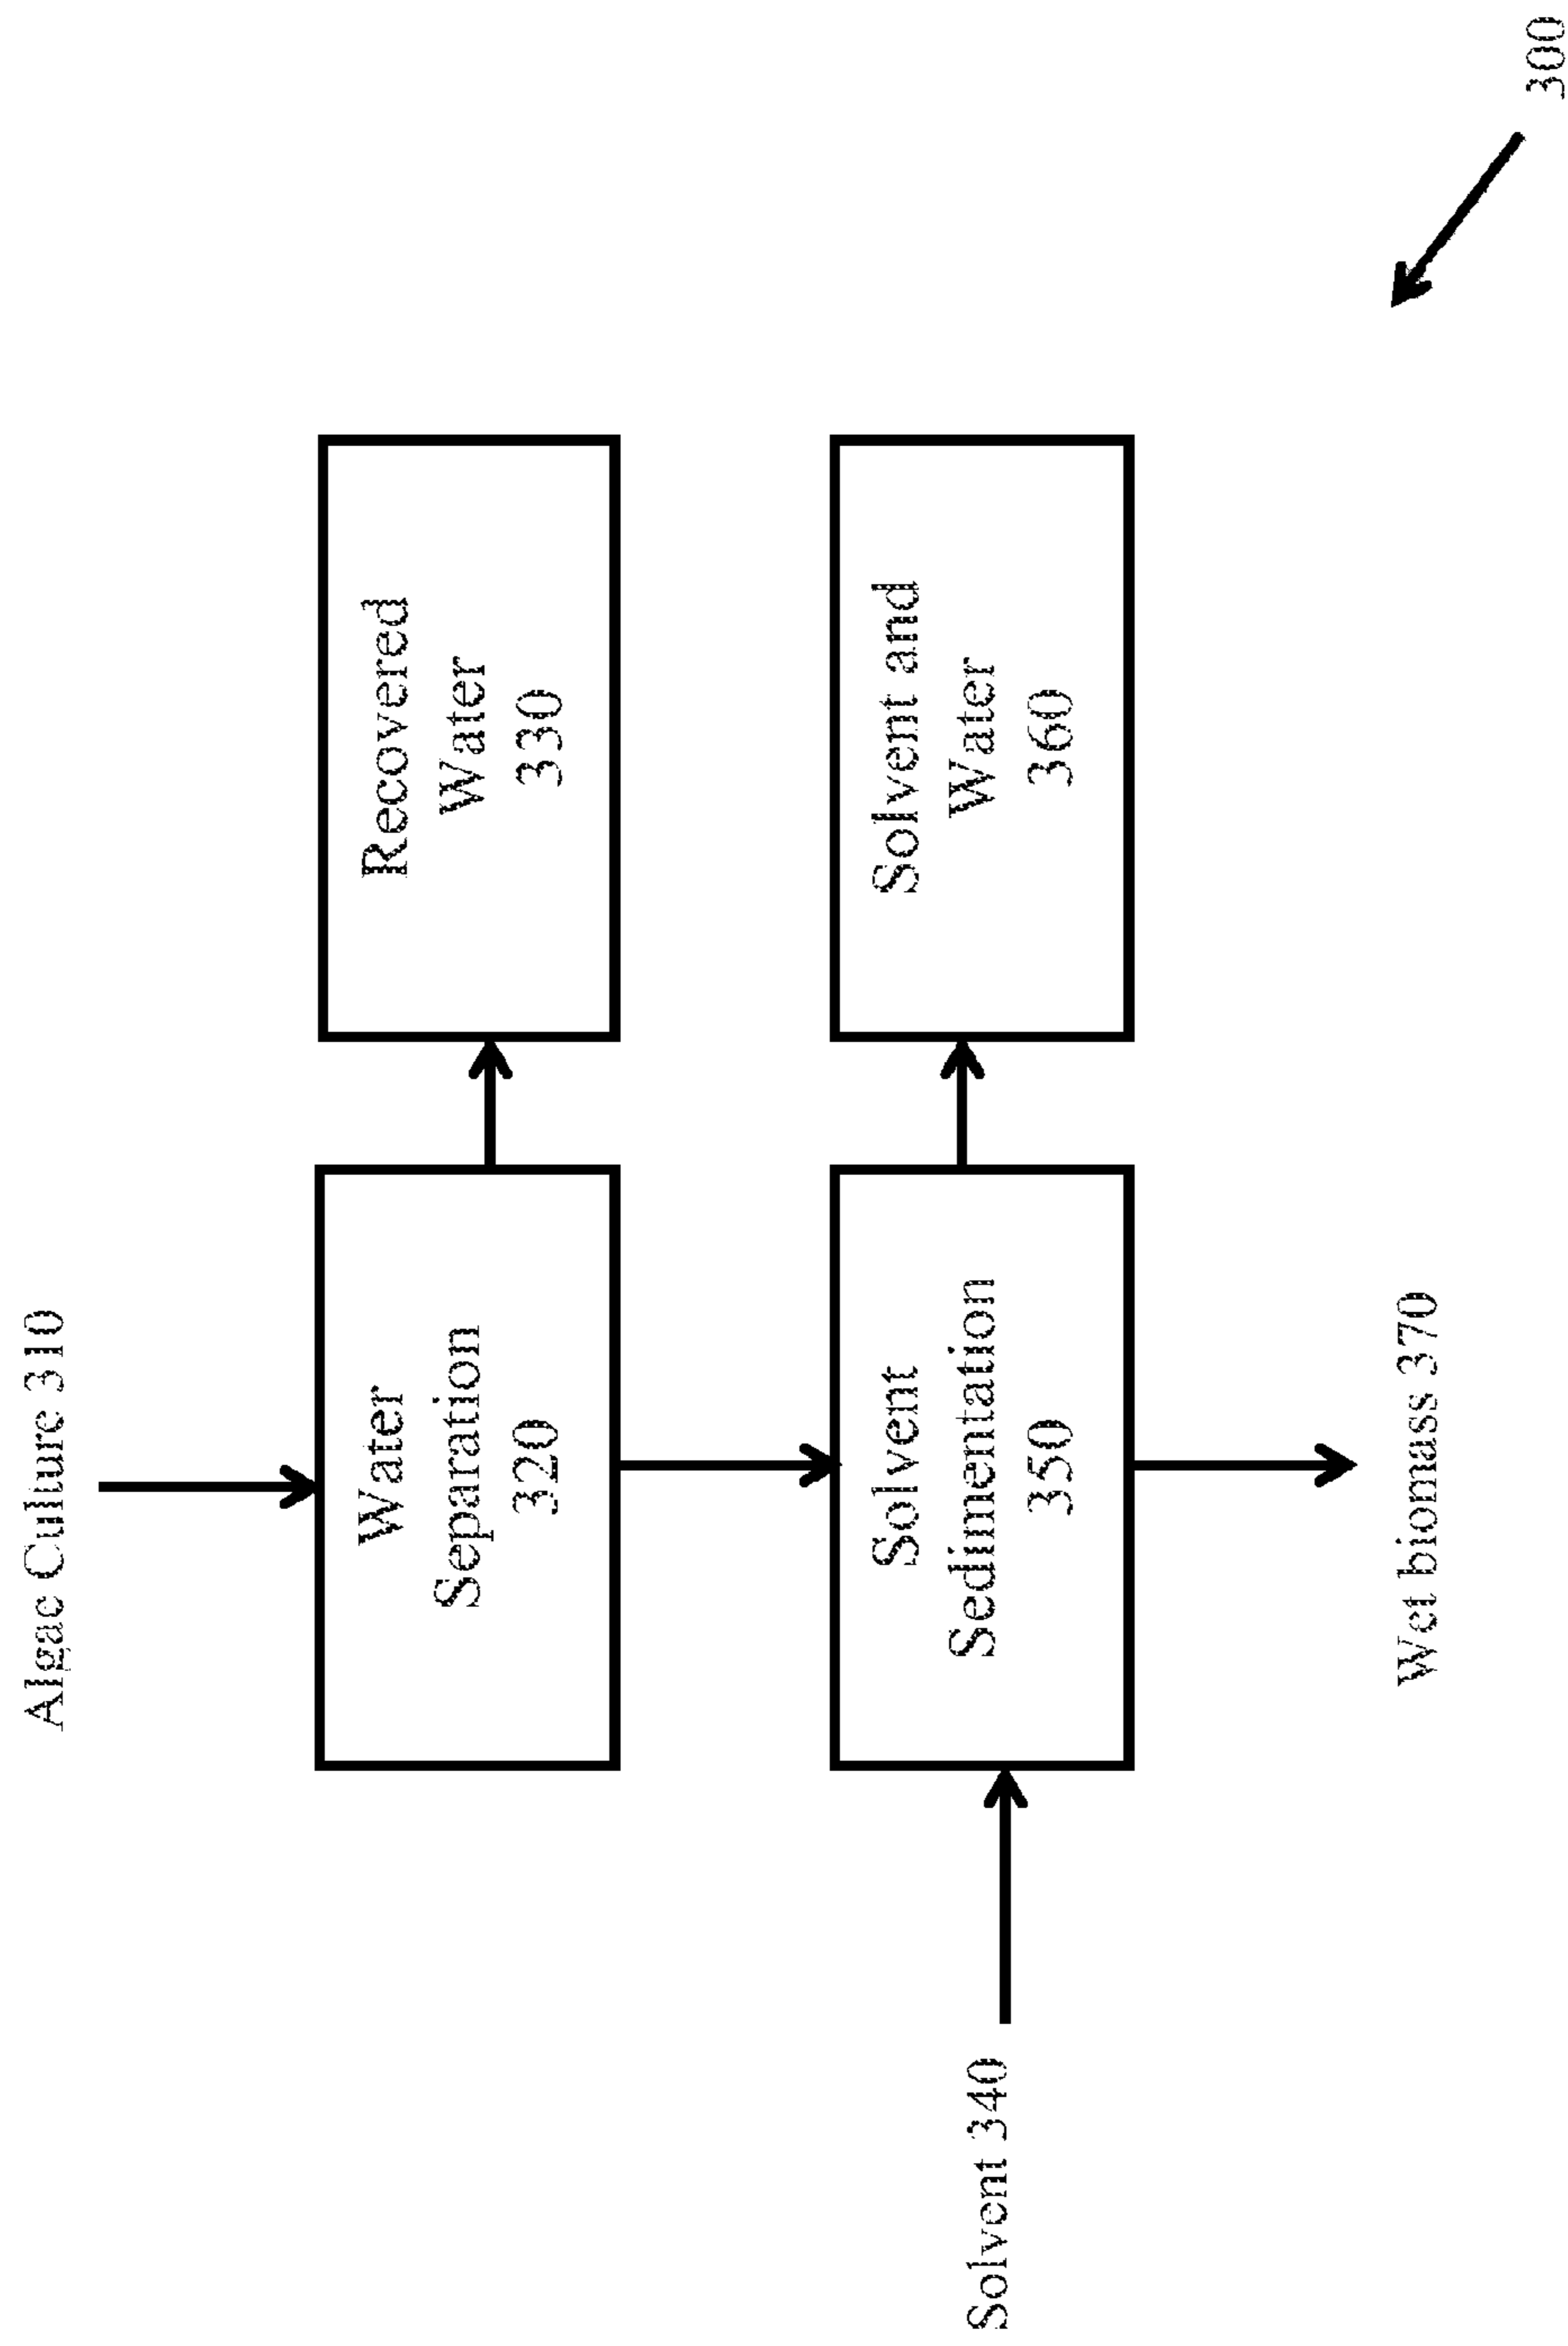 Algae Culture 310
Water
Separation
320
Recovered
Water
330
Solvent 340
Solvent
Sedimentation
350
Solvent and
Water
360
Wet biomass 370
300